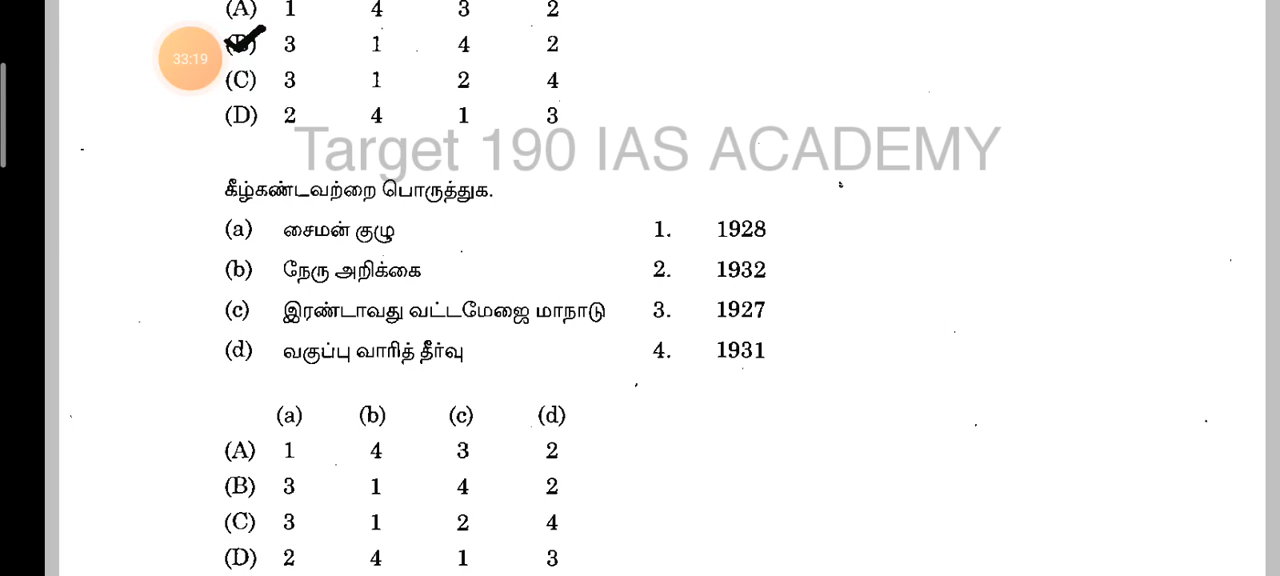 (A) 1 4 3 2
(B) 3 1 4 2
33:19
(C) 3 1 2 4
(D) 2 4 1 3
Target 190 IAS ACADEMY
கீழ்கண்டவற்றை பொருத்துக.
(a) சைமன் குழு 1. 1928
(b) நேரு அறிக்கை 2. 1932
(c) இரண்டாவது வட்டமேஜை மாநாடு 3. 1927
(d) வகுப்பு வாரித் தீர்வு 4. 1931
(a) (b) (c) (d)
(A) 1 4 3 2
(B) 3 1 4 2
(C) 3 1 2 4
(D) 2 4 1 3